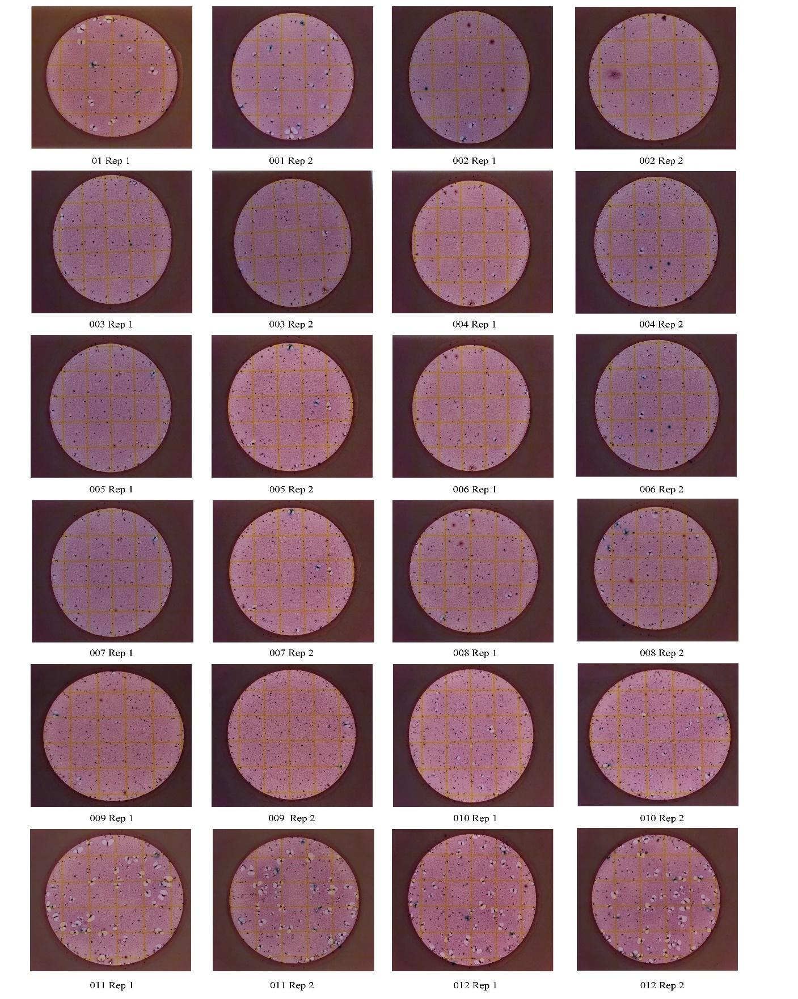 01 Rep 1
001 Rep 2
002 Rep 1
002 Rep 2
003 Rep 1
003 Rep 2
004 Rep 1
004 Rep 2
005 Rep 1
005 Rep 2
006 Rep 1
006 Rep 2
007 Rep 1
007 Rep 2
008 Rep 1
008 Rep 2
009 Rep 1
009 Rep 2
010 Rep 1
010 Rep 2
011 Rep 1
011 Rep 2
012 Rep 1
012 Rep 2